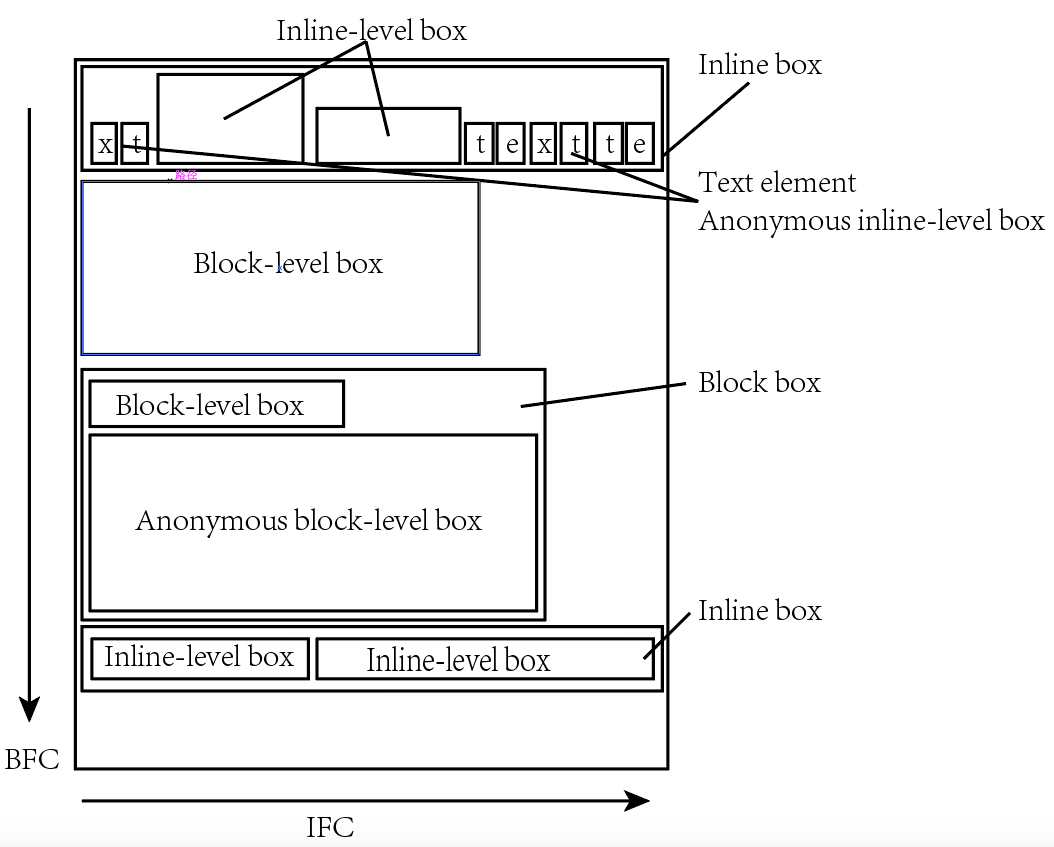 Inline-level box
Inline box
x t t e x t t e
Text element
Anonymous inline-level box
路径
Block-level box
Block box
Block-level box
Anonymous block-level box
Inline box
Inline-level box Inline-level box
BFC
IFC